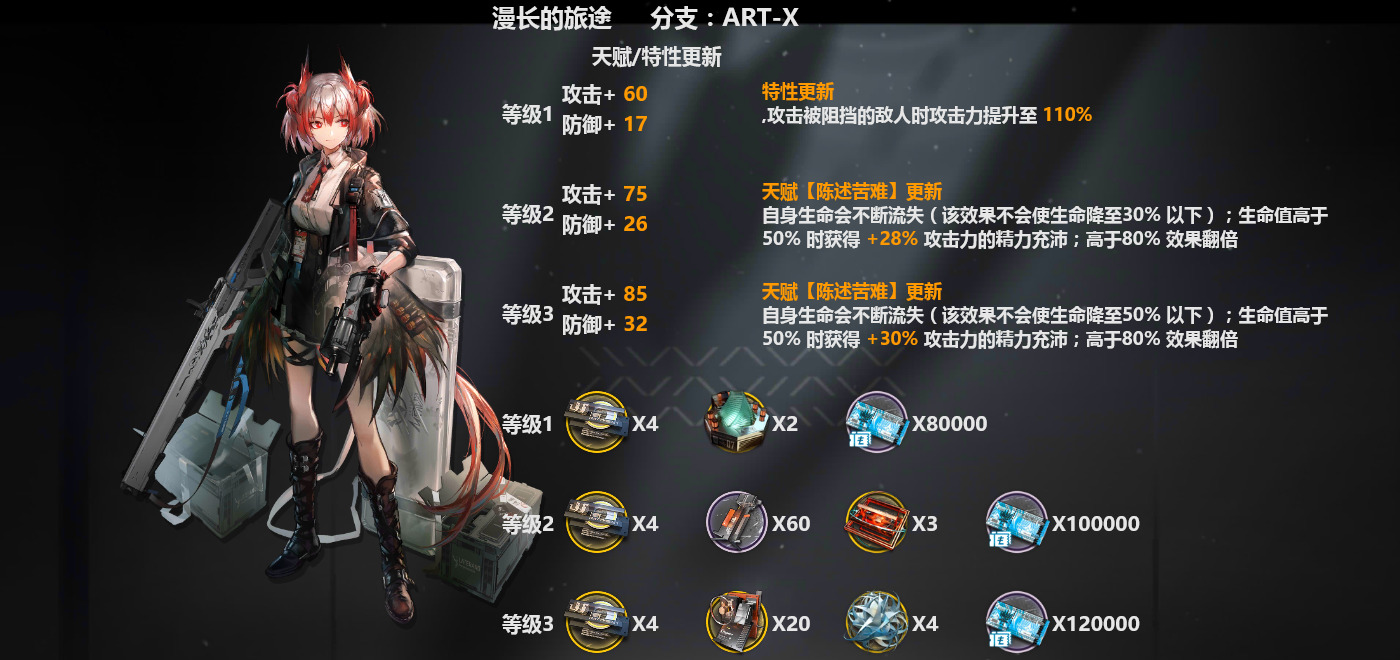 漫长的旅途 分支：ART-X
天赋/特性更新
等级1
攻击+ 60
防御+ 17
特性更新
,攻击被阻挡的敌人时攻击力提升至 110%
等级2
攻击+ 75
防御+ 26
天赋【陈述苦难】更新
自身生命会不断流失（该效果不会使生命降至30% 以下）；生命值高于
50% 时获得 +28% 攻击力的精力充沛；高于80% 效果翻倍
等级3
攻击+ 85
防御+ 32
天赋【陈述苦难】更新
自身生命会不断流失（该效果不会使生命降至50% 以下）；生命值高于
50% 时获得 +30% 攻击力的精力充沛；高于80% 效果翻倍
等级1 X4 X2 X80000
等级2 X4 X60 X3 X100000
等级3 X4 X20 X4 X120000